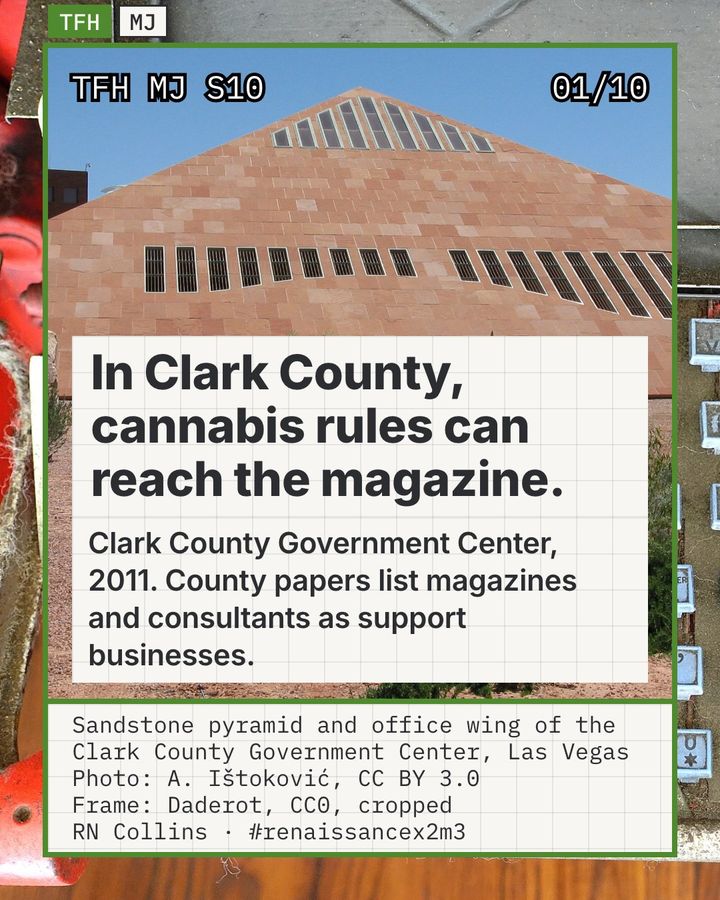 TFH MJ
TFH MJ S10 01/10
In Clark County,
cannabis rules can
reach the magazine.
Clark County Government Center,
2011. County papers list magazines
and consultants as support
businesses.
Sandstone pyramid and office wing of the
Clark County Government Center, Las Vegas
Photo: A. Ištoković, CC BY 3.0
Frame: Daderot, CC0, cropped
RN Collins · #renaissancex2m3